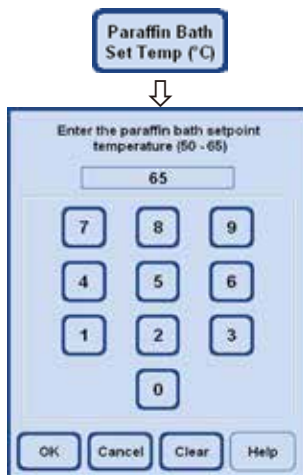 Paraffin Bath
Set Temp (°C)
Enter the paraffin bath setpoint
temperature (50 - 65)
65
7 8 9
4 5 6
1 2 3
0
OK Cancel Clear Help